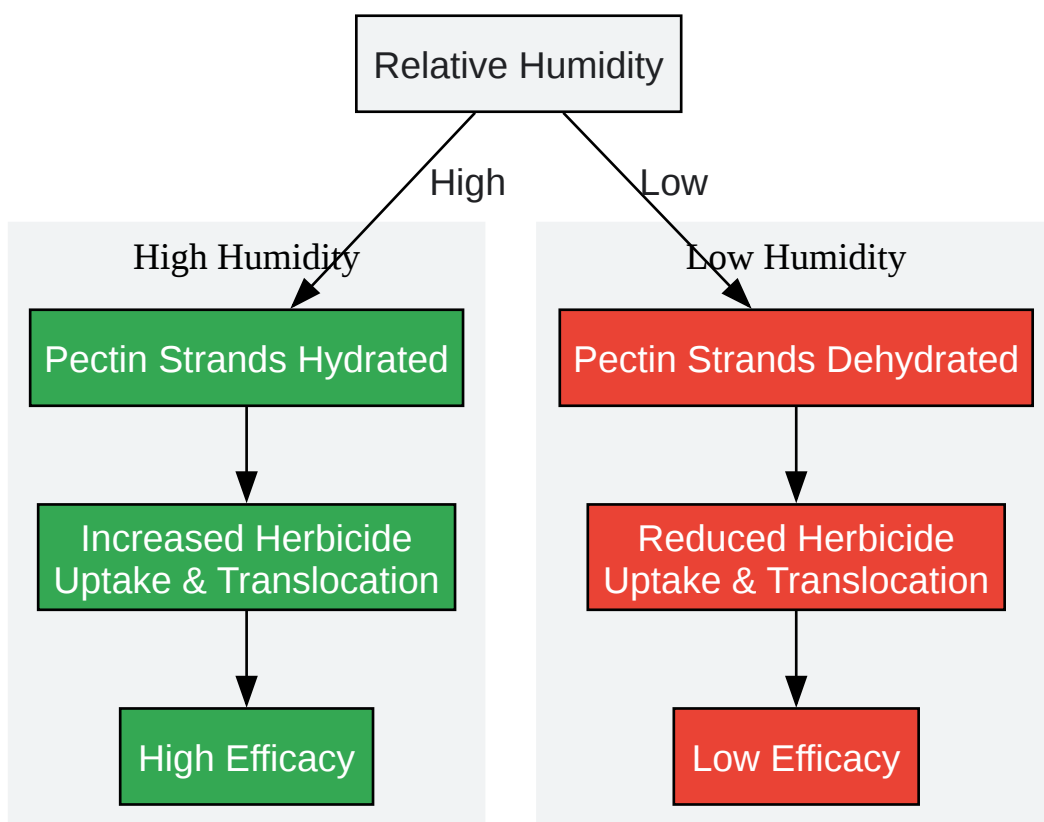 Relative Humidity
High
Low
High Humidity
Low Humidity
Pectin Strands Hydrated
Pectin Strands Dehydrated
Increased Herbicide
Uptake & Translocation
Reduced Herbicide
Uptake & Translocation
High Efficacy
Low Efficacy